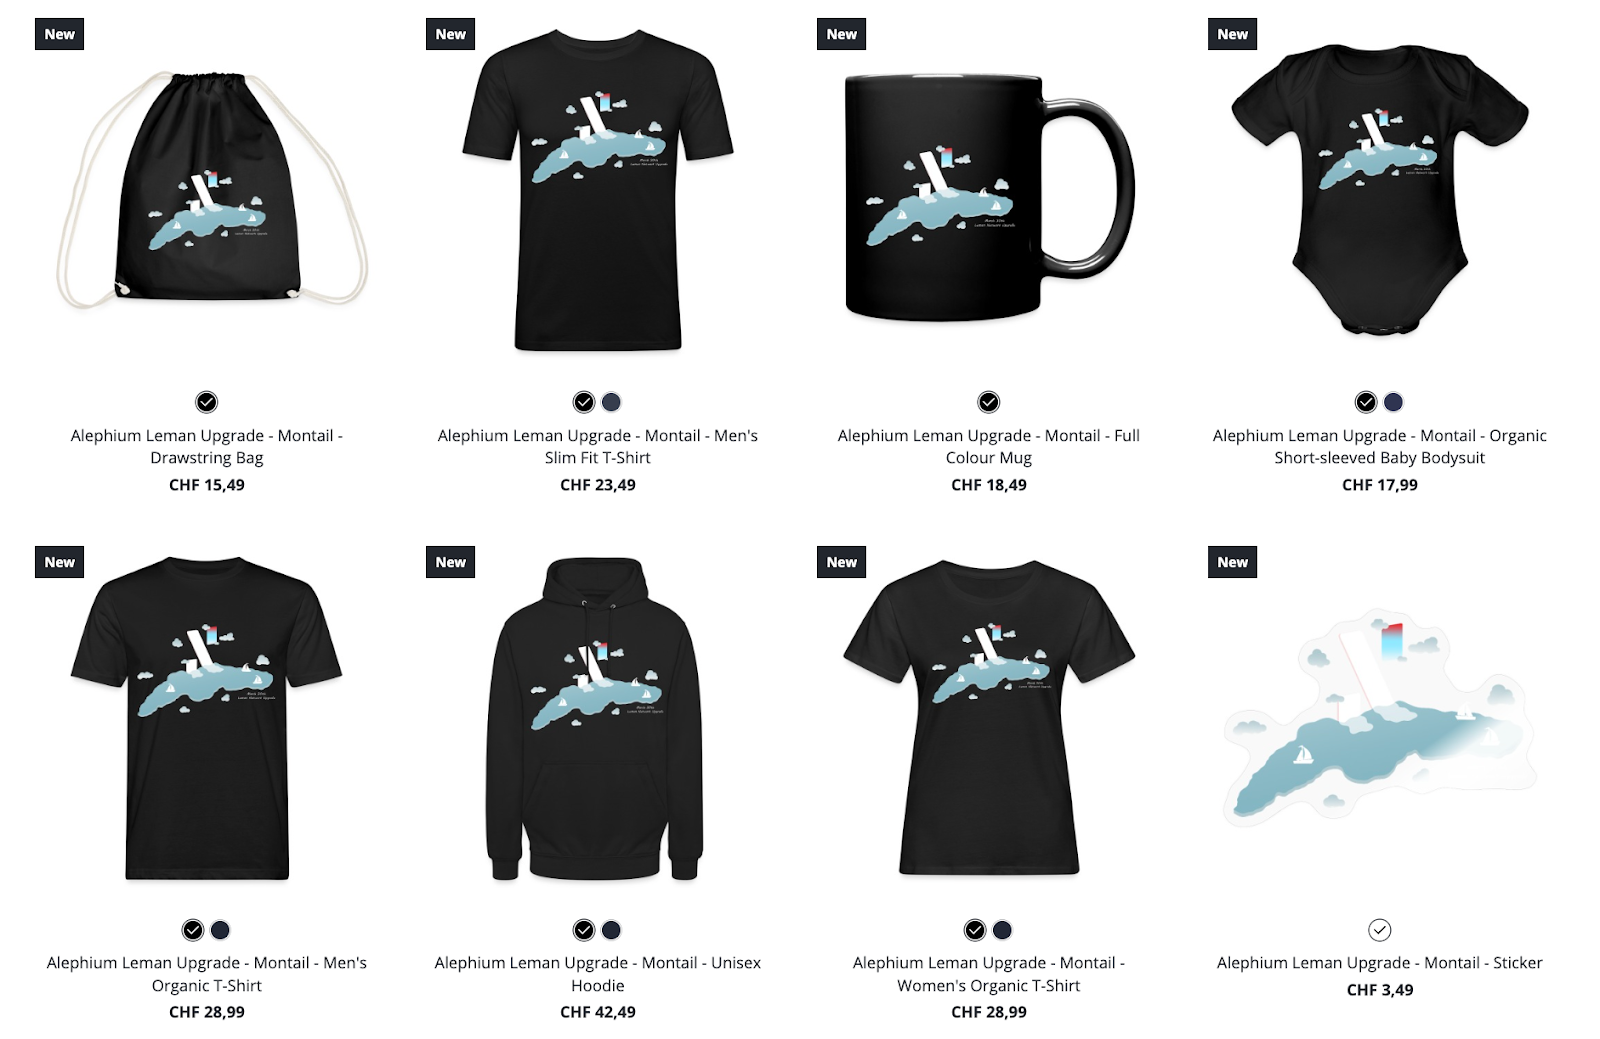 New
New
New
New
Alephium Leman Upgrade - Montail -
Drawstring Bag
CHF 15,49
Alephium Leman Upgrade - Montail - Men's
Slim Fit T-Shirt
CHF 23,49
Alephium Leman Upgrade - Montail - Full
Colour Mug
CHF 18,49
Alephium Leman Upgrade - Montail - Organic
Short-sleeved Baby Bodysuit
CHF 17,99
New
New
New
New
Alephium Leman Upgrade - Montail - Men's
Organic T-Shirt
CHF 28,99
Alephium Leman Upgrade - Montail - Unisex
Hoodie
CHF 42,49
Alephium Leman Upgrade - Montail -
Women's Organic T-Shirt
CHF 28,99
Alephium Leman Upgrade - Montail - Sticker
CHF 3,49